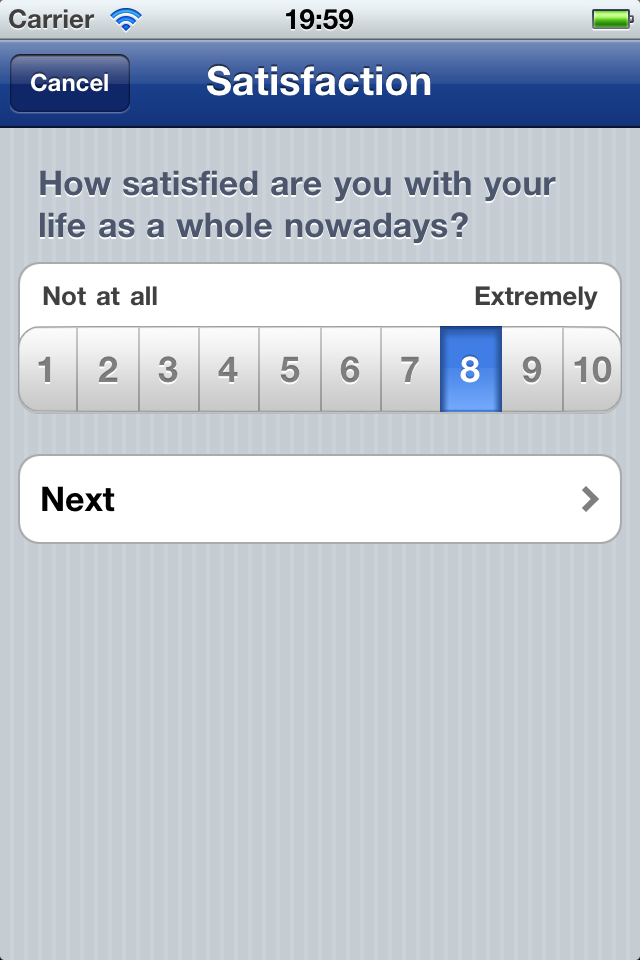 Carrier 19:59
Cancel Satisfaction
How satisfied are you with your
life as a whole nowadays?
Not at all Extremely
1 2 3 4 5 6 7 8 9 10
Next